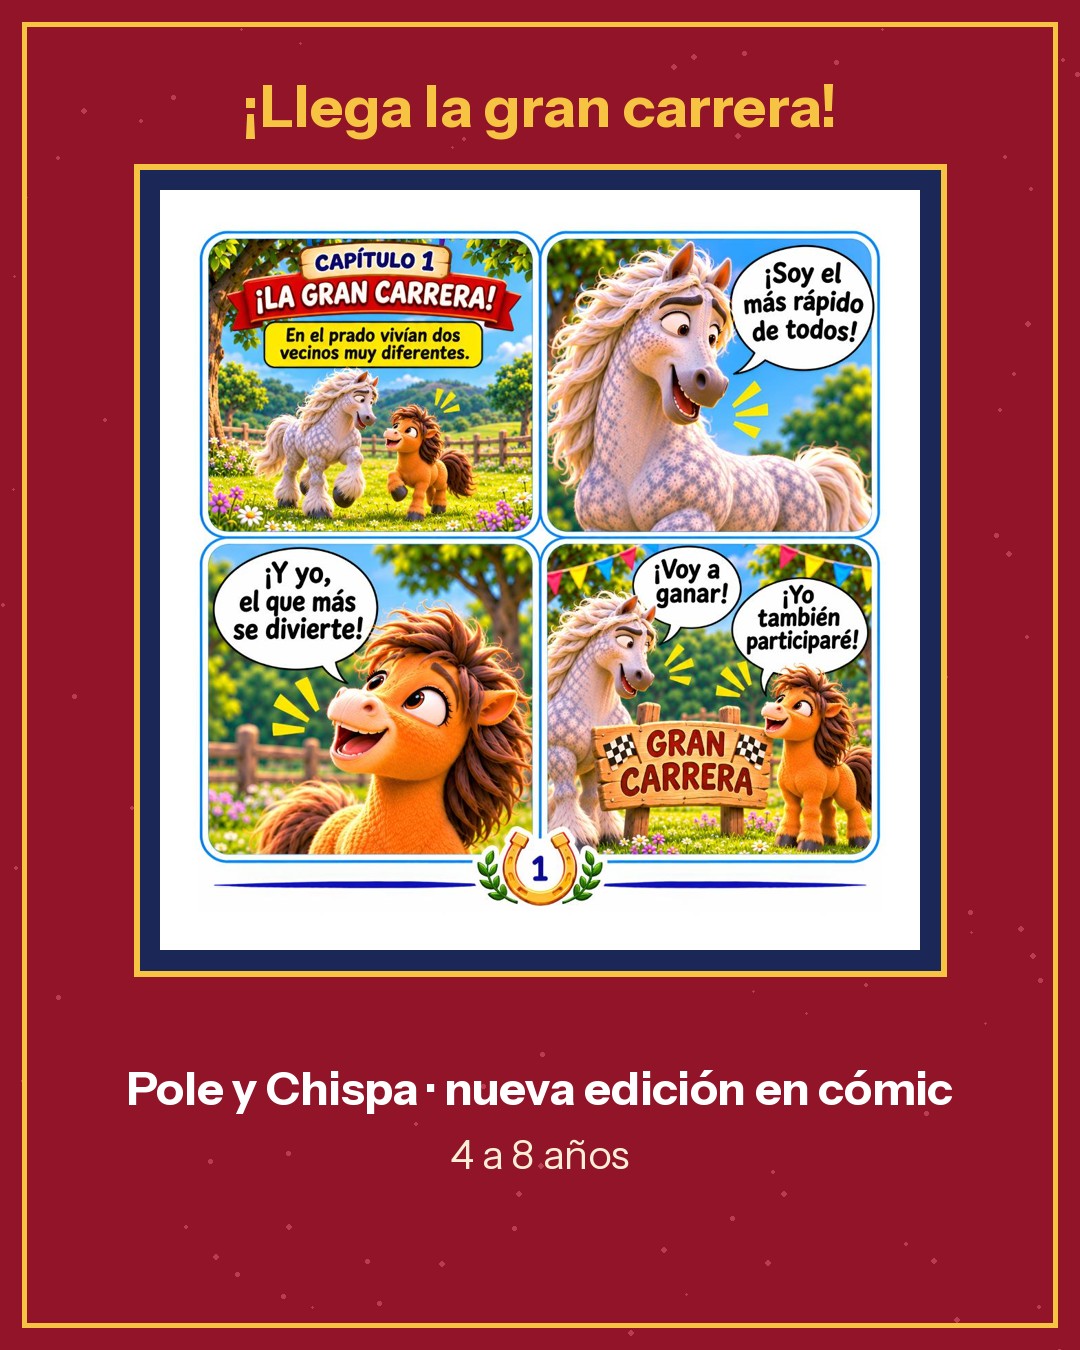 ¡Llega la gran carrera!
CAPÍTULO 1
¡LA GRAN CARRERA!
En el prado vivían dos
vecinos muy diferentes.
¡Soy el
más rápido
de todos!
¡Y yo,
el que más
se divierte!
¡Voy a
ganar!
¡Yo
también
participaré!
GRAN
CARRERA
1
Pole y Chispa · nueva edición en cómic
4 a 8 años